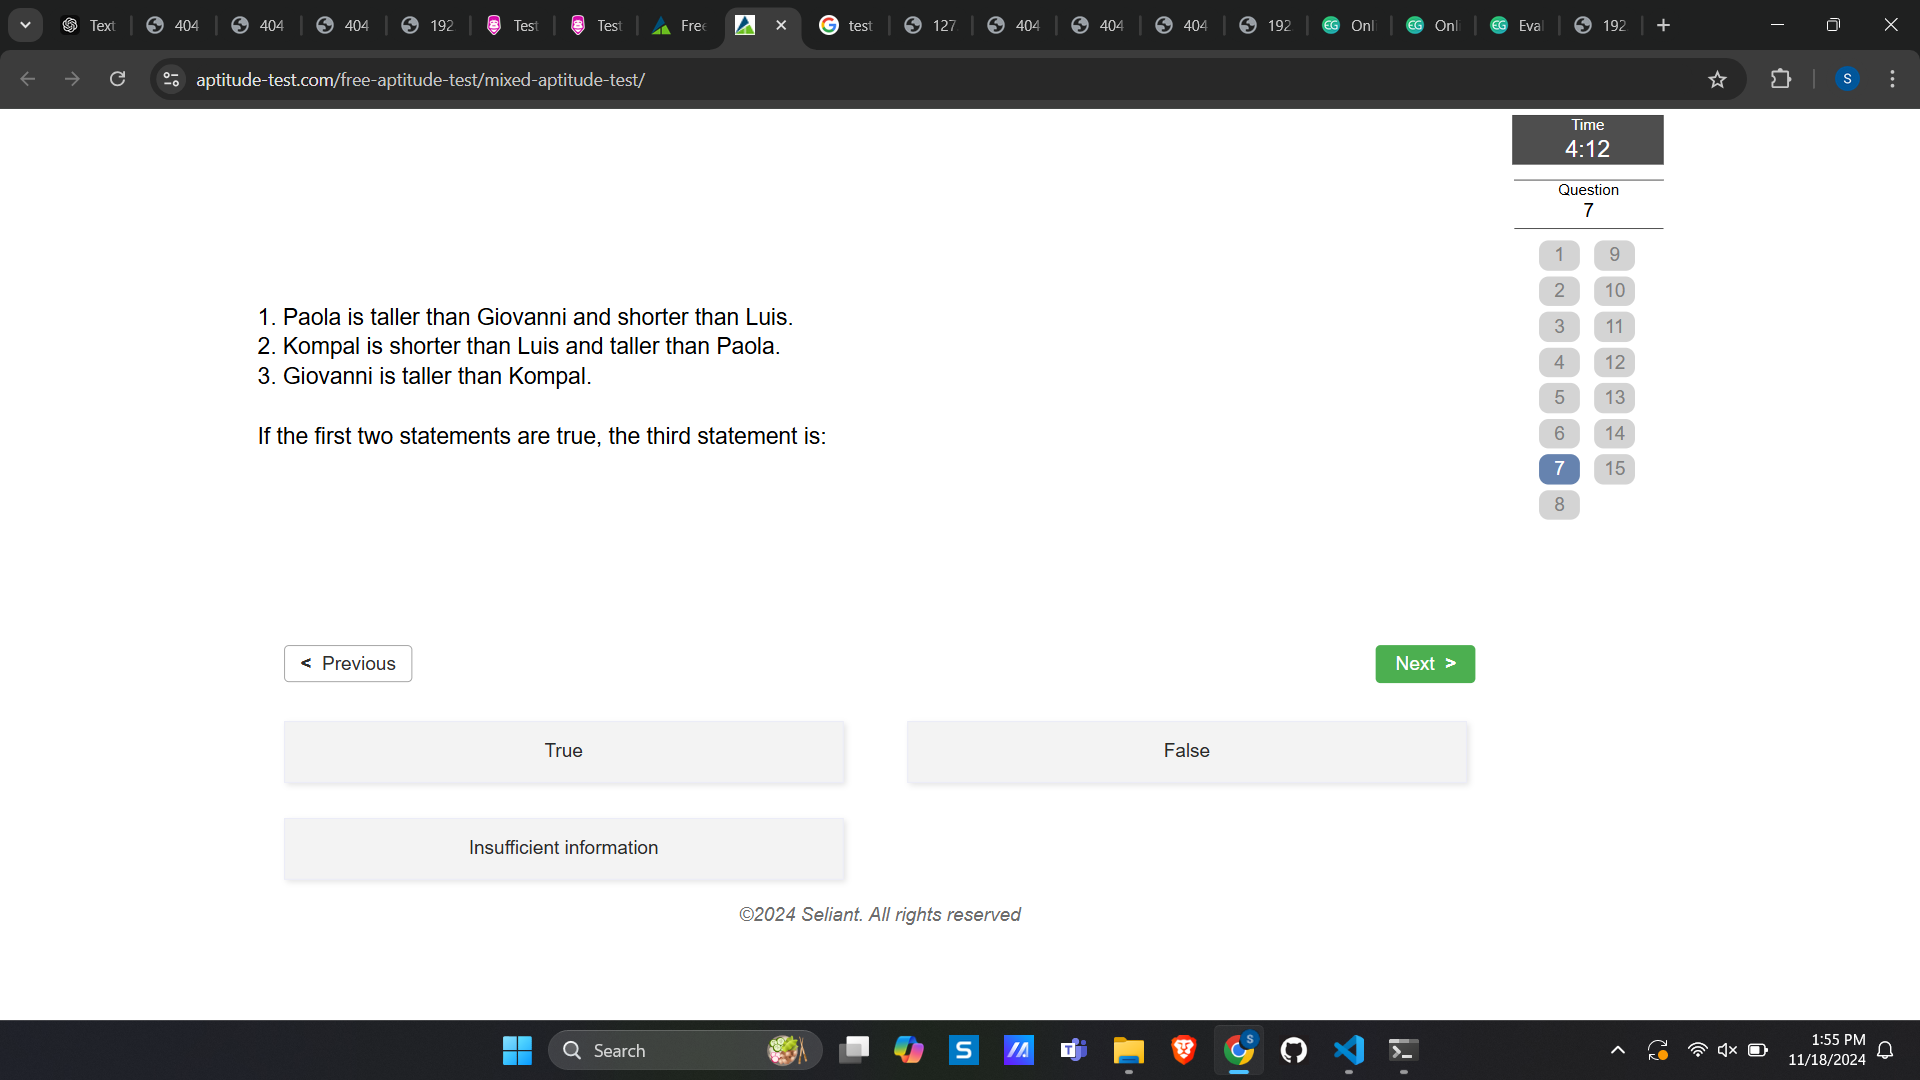 Text
404
404
404
192
Test
Test
Free
test
127
404
404
404
192
Onli
Onli
Eval
192
aptitude-test.com/free-aptitude-test/mixed-aptitude-test/
S
Time
4:12
Question
7
1 9
2 10
3 11
4 12
5 13
6 14
7 15
8
1. Paola is taller than Giovanni and shorter than Luis.
2. Kompal is shorter than Luis and taller than Paola.
3. Giovanni is taller than Kompal.
If the first two statements are true, the third statement is:
< Previous
Next >
True
False
Insufficient information
©2024 Seliant. All rights reserved
Search
1:55 PM
11/18/2024